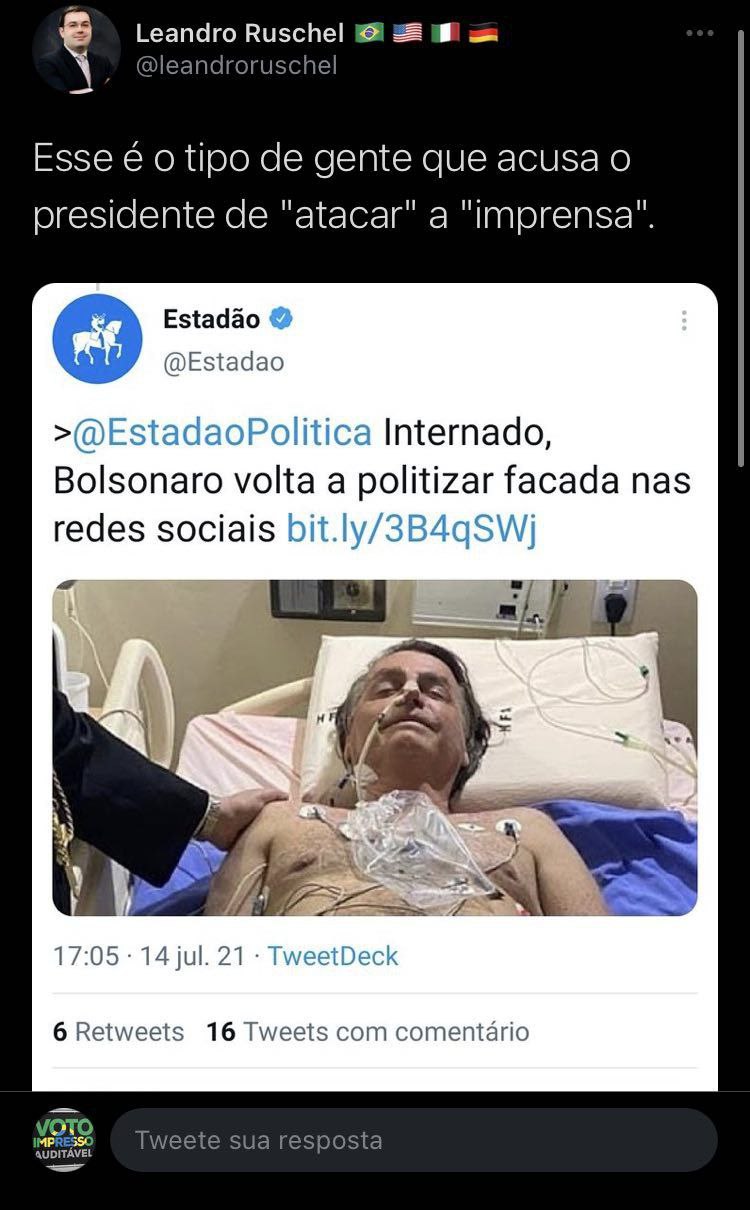 Leandro Ruschel 🇧🇷 🇺🇸 🇮🇹 🇩🇪
@leandroruschel
Esse é o tipo de gente que acusa o
presidente de "atacar" a "imprensa".
Estadão
@Estadao
>@EstadaoPolitica Internado,
Bolsonaro volta a politizar facada nas
redes sociais bit.ly/3B4qSWj
HFA
17:05 · 14 jul. 21 · TweetDeck
6 Retweets 16 Tweets com comentário
VOTO
IMPRESSO
AUDITÁVEL
Tweete sua resposta